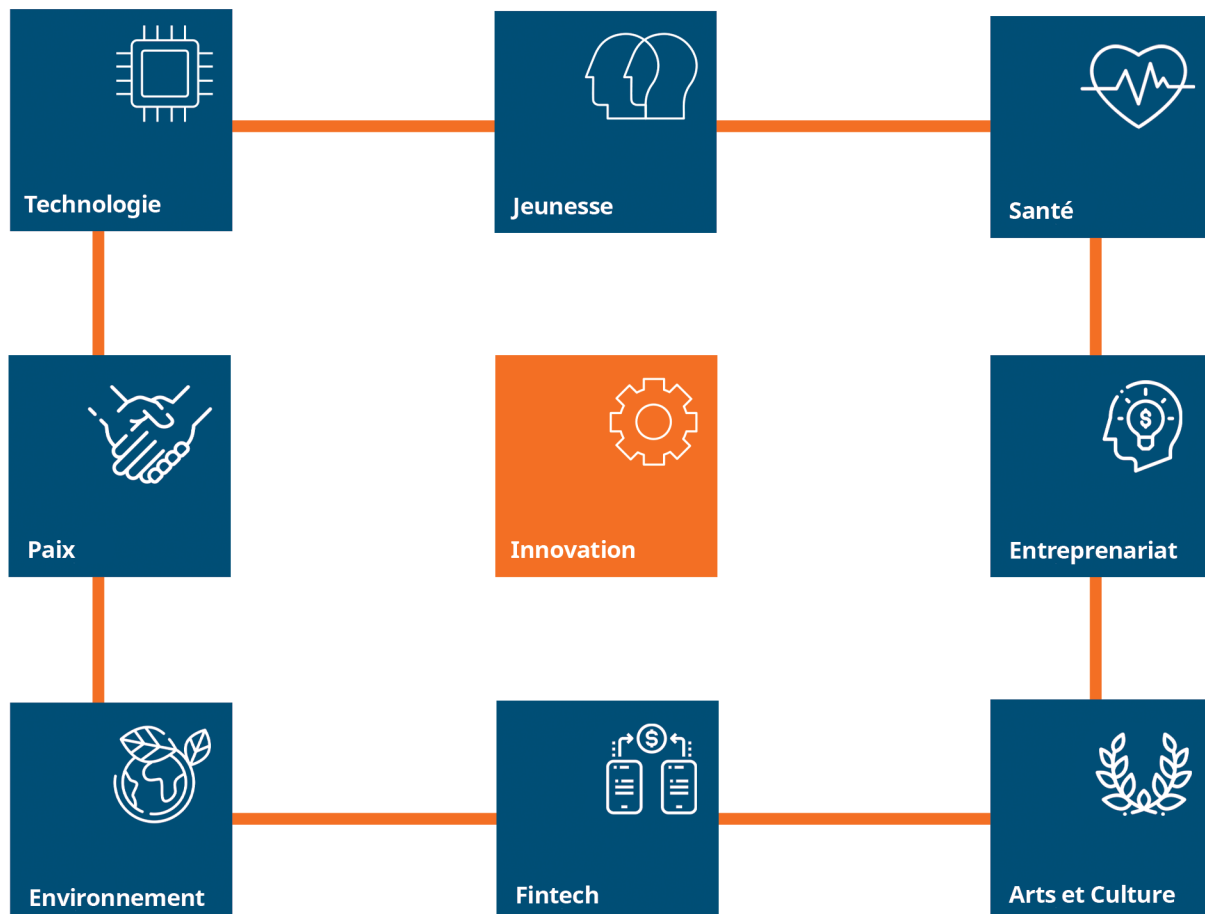 Technologie
Jeunesse
Santé
Paix
Innovation
Entreprenariat
Environnement
Fintech
Arts et Culture